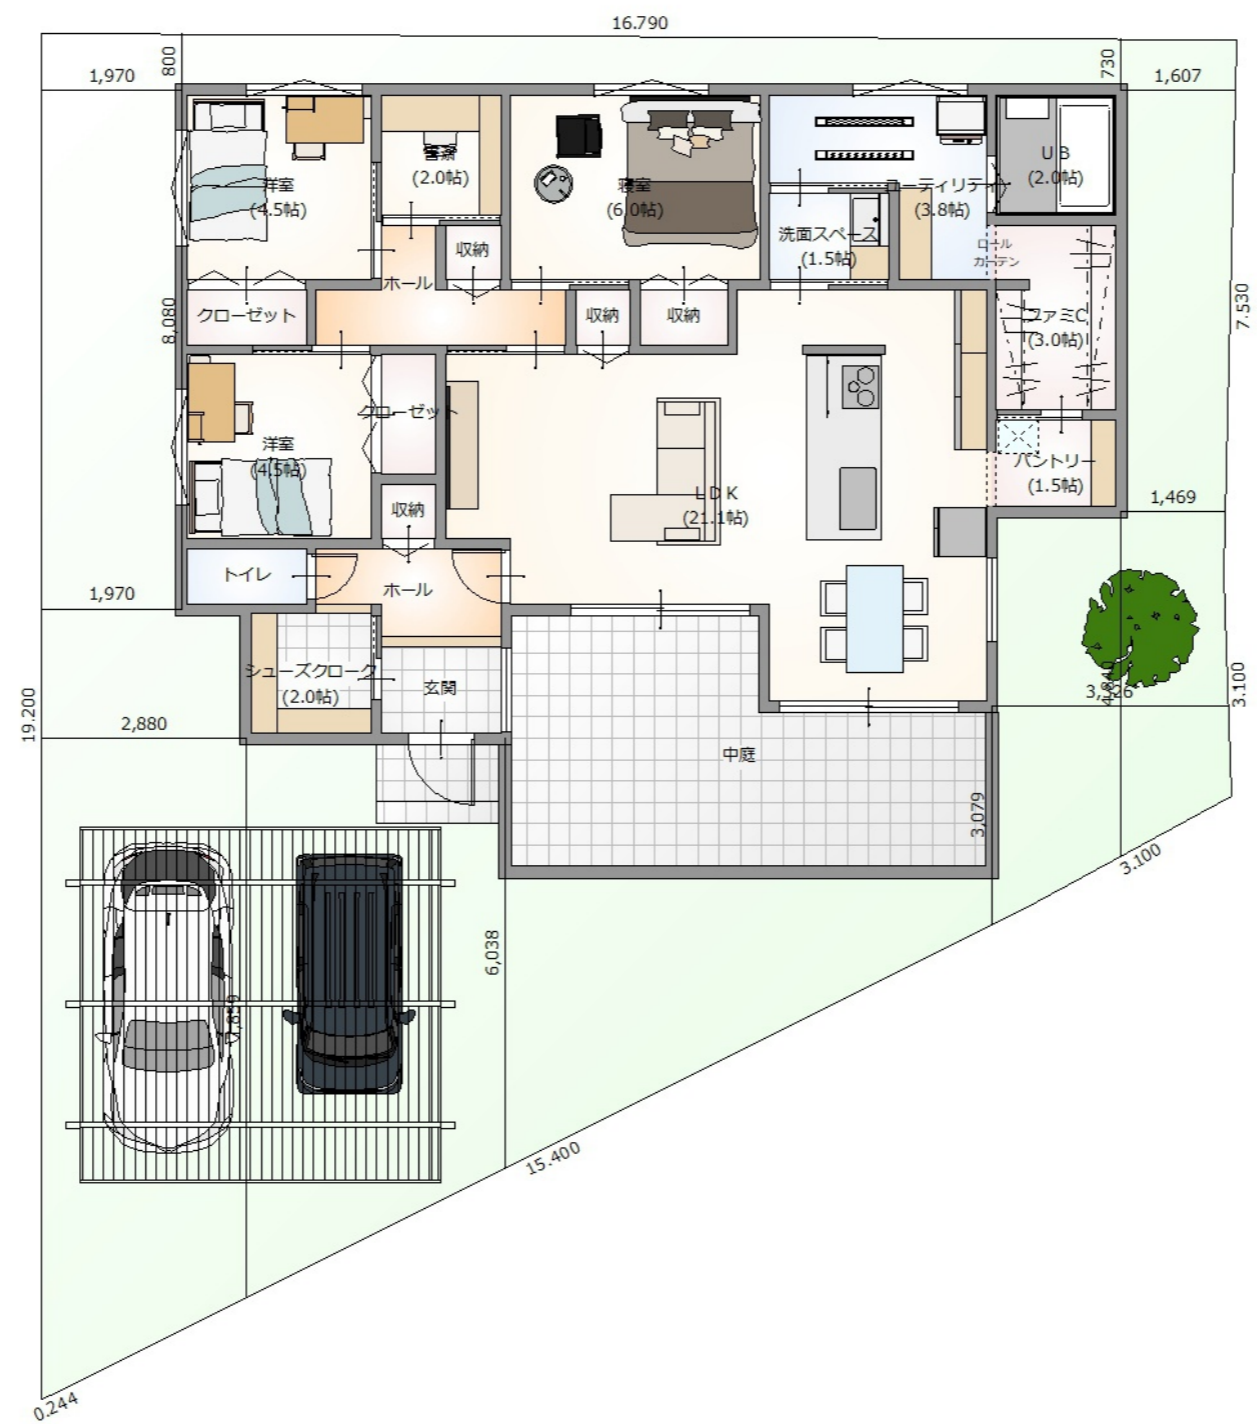 16.790
1,970
800
730
1,607
洋室
(4.5帖)
書斎
(2.0帖)
寝室
(6.0帖)
ユーティリティ
(3.8帖)
UB
(2.0帖)
洗面スペース
(1.5帖)
ロール
カーテン
収納
ホール
クローゼット
収納
収納
ファミC
(3.0帖)
8,080
7.530
クローゼット
洋室
(4.5帖)
LDK
(21.1帖)
パントリー
(1.5帖)
収納
1,469
トイレ
ホール
1,970
シューズクローク
(2.0帖)
玄関
3,526
3.100
19.200
2,880
中庭
3,079
3.100
6,038
15.400
0.244